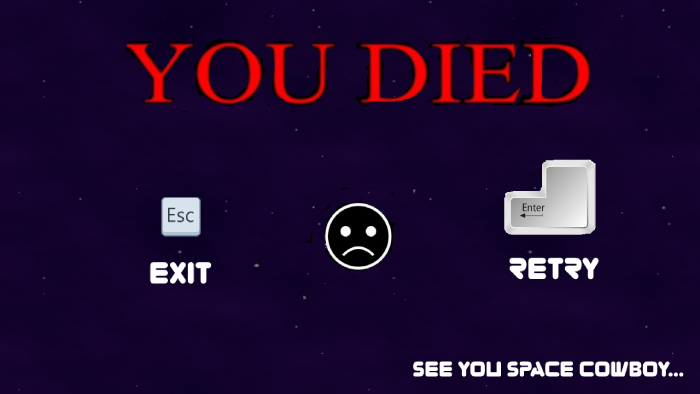 YOU DIED
Esc
Enter
EXIT
RETRY
SEE YOU SPACE COWBOY...